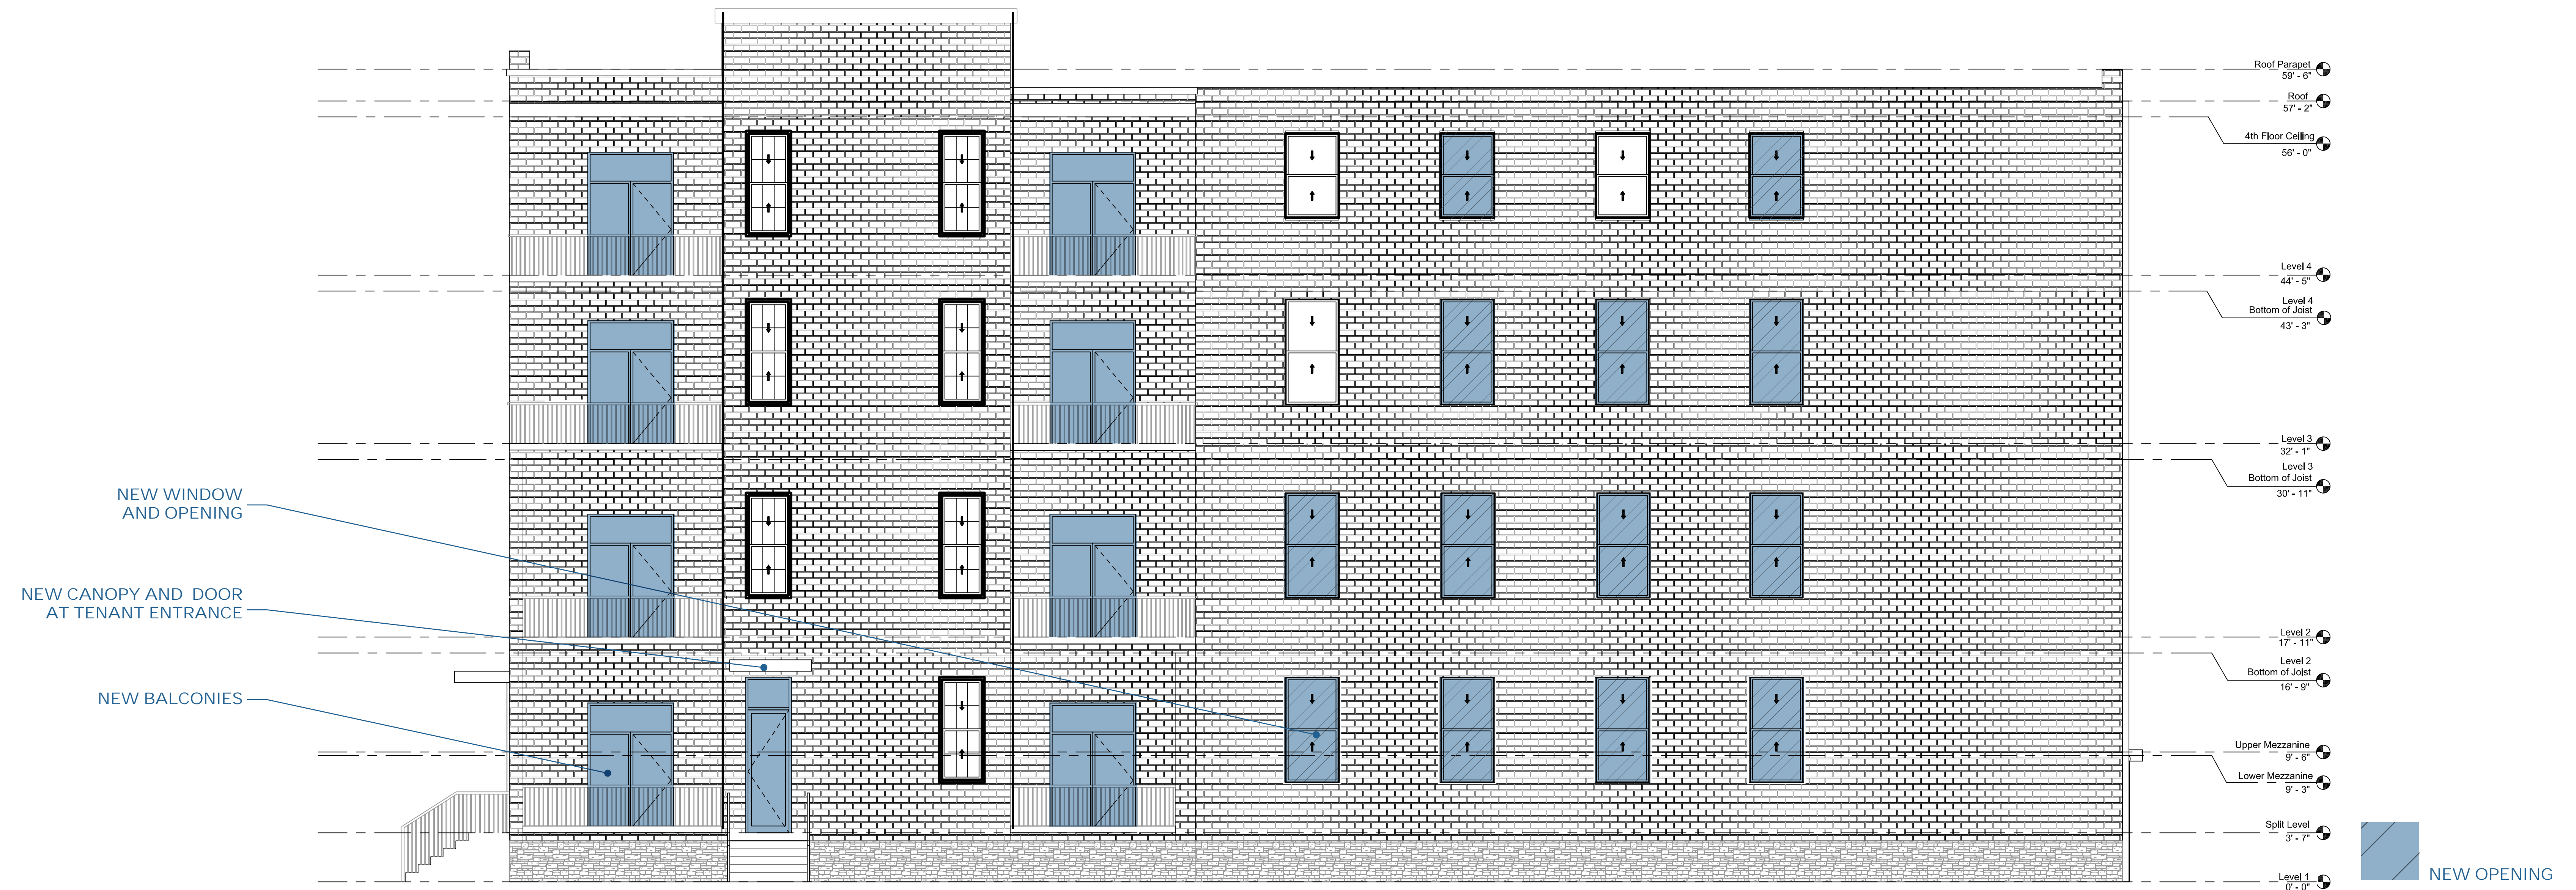 Roof Parapet
59' - 6"
Roof
57' - 2"
4th Floor Ceiling
56' - 0"
Level 4
44' - 5"
Level 4
Bottom of Joist
43' - 3"
Level 3
32' - 1"
Level 3
Bottom of Joist
30' - 11"
NEW WINDOW
AND OPENING
NEW CANOPY AND DOOR
AT TENANT ENTRANCE
NEW BALCONIES
Level 2
17' - 11"
Level 2
Bottom of Joist
16' - 9"
Upper Mezzanine
9' - 6"
Lower Mezzanine
9' - 3"
Split Level
3' - 7"
Level 1
0' - 0"
NEW OPENING